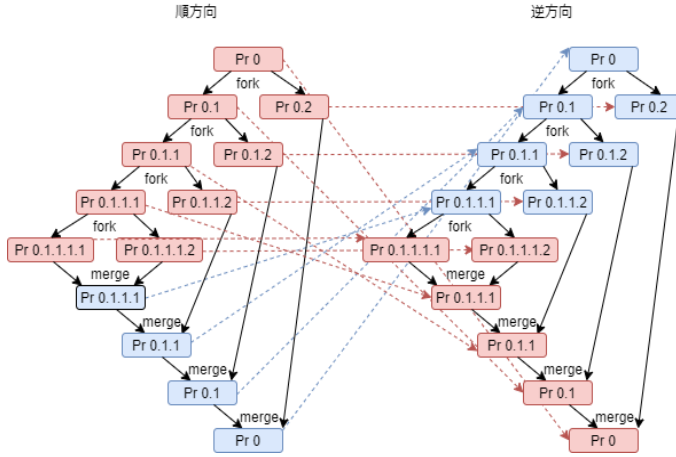 順方向 逆方向
Pr 0 Pr 0
fork fork
Pr 0.1 Pr 0.2 Pr 0.1 Pr 0.2
fork fork
Pr 0.1.1 Pr 0.1.2 Pr 0.1.1 Pr 0.1.2
fork fork
Pr 0.1.1.1 Pr 0.1.1.2 Pr 0.1.1.1 Pr 0.1.1.2
fork fork
Pr 0.1.1.1.1 Pr 0.1.1.1.2 Pr 0.1.1.1.1 Pr 0.1.1.1.2
merge merge
Pr 0.1.1.1 Pr 0.1.1.1
merge merge
Pr 0.1.1 Pr 0.1.1
merge merge
Pr 0.1 Pr 0.1
merge merge
Pr 0 Pr 0